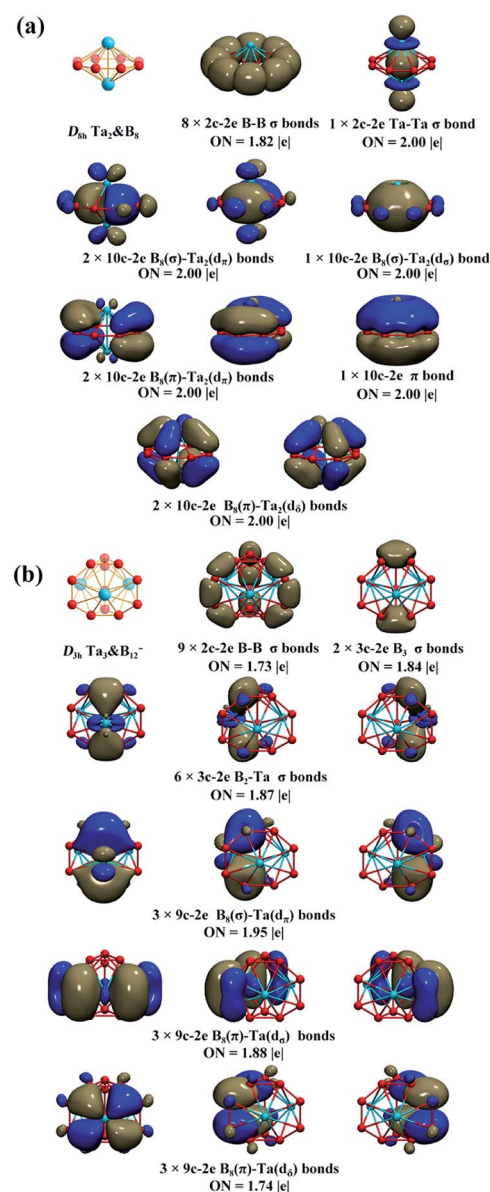 (a)
D8h Ta2&B8
8 × 2c-2e B-B σ bonds
ON = 1.82 |e|
1 × 2c-2e Ta-Ta σ bond
ON = 2.00 |e|
2 × 10c-2e B8(σ)-Ta2(dπ) bonds
ON = 2.00 |e|
1 × 10c-2e B8(σ)-Ta2(dσ) bond
ON = 2.00 |e|
2 × 10c-2e B8(π)-Ta2(dπ) bonds
ON = 2.00 |e|
1 × 10c-2e π bond
ON = 2.00 |e|
2 × 10c-2e B8(π)-Ta2(dδ) bonds
ON = 2.00 |e|
(b)
D3h Ta3&B12⁻
9 × 2c-2e B-B σ bonds
ON = 1.73 |e|
2 × 3c-2e B3 σ bonds
ON = 1.84 |e|
6 × 3c-2e B2-Ta σ bonds
ON = 1.87 |e|
3 × 9c-2e B8(σ)-Ta(dπ) bonds
ON = 1.95 |e|
3 × 9c-2e B8(π)-Ta(dσ) bonds
ON = 1.88 |e|
3 × 9c-2e B8(π)-Ta(dδ) bonds
ON = 1.74 |e|